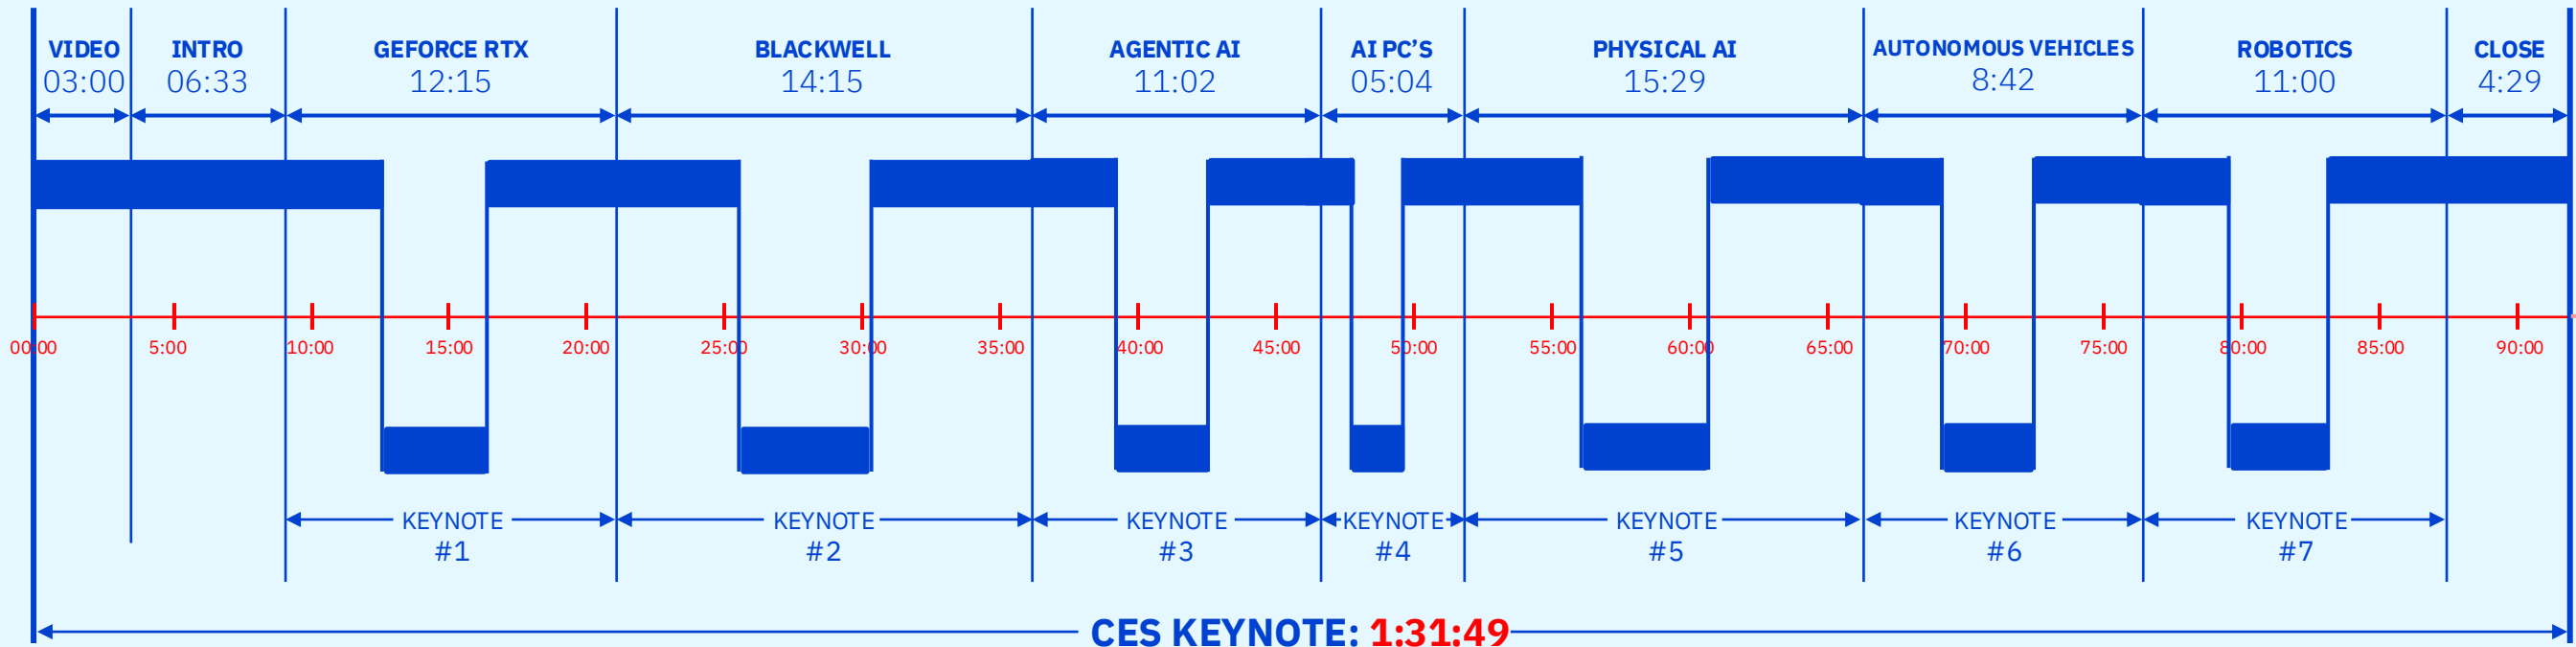 VIDEO
03:00
INTRO
06:33
GEFORCE RTX
12:15
BLACKWELL
14:15
AGENTIC AI
11:02
AI PC’S
05:04
PHYSICAL AI
15:29
AUTONOMOUS VEHICLES
8:42
ROBOTICS
11:00
CLOSE
4:29
00:00 5:00 10:00 15:00 20:00 25:00 30:00 35:00 40:00 45:00 50:00 55:00 60:00 65:00 70:00 75:00 80:00 85:00 90:00
KEYNOTE
#1
KEYNOTE
#2
KEYNOTE
#3
KEYNOTE
#4
KEYNOTE
#5
KEYNOTE
#6
KEYNOTE
#7
CES KEYNOTE: 1:31:49